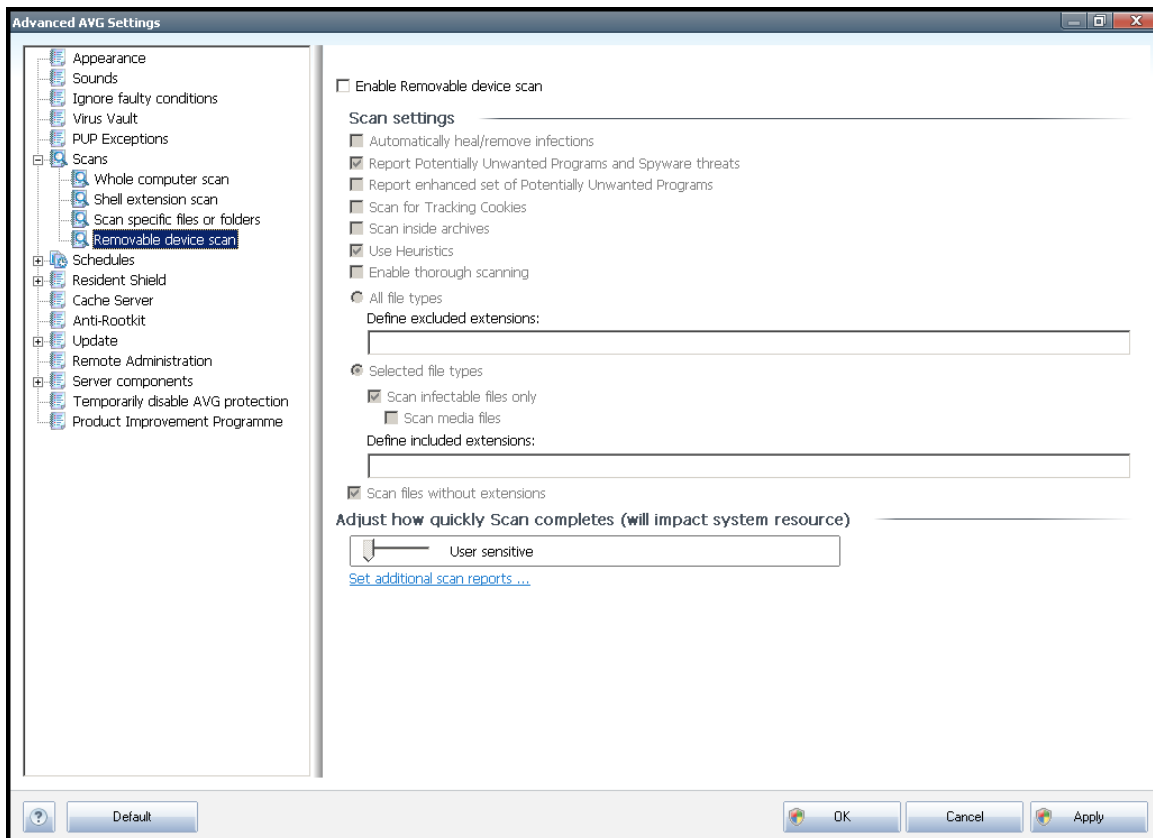 Advanced AVG Settings
Appearance
Sounds
Ignore faulty conditions
Virus Vault
PUP Exceptions
Scans
Whole computer scan
Shell extension scan
Scan specific files or folders
Removable device scan
Schedules
Resident Shield
Cache Server
Anti-Rootkit
Update
Remote Administration
Server components
Temporarily disable AVG protection
Product Improvement Programme
Enable Removable device scan
Scan settings
Automatically heal/remove infections
Report Potentially Unwanted Programs and Spyware threats
Report enhanced set of Potentially Unwanted Programs
Scan for Tracking Cookies
Scan inside archives
Use Heuristics
Enable thorough scanning
All file types
Define excluded extensions:
Selected file types
Scan infectable files only
Scan media files
Define included extensions:
Scan files without extensions
Adjust how quickly Scan completes (will impact system resource)
User sensitive
Set additional scan reports ...
? Default OK Cancel Apply